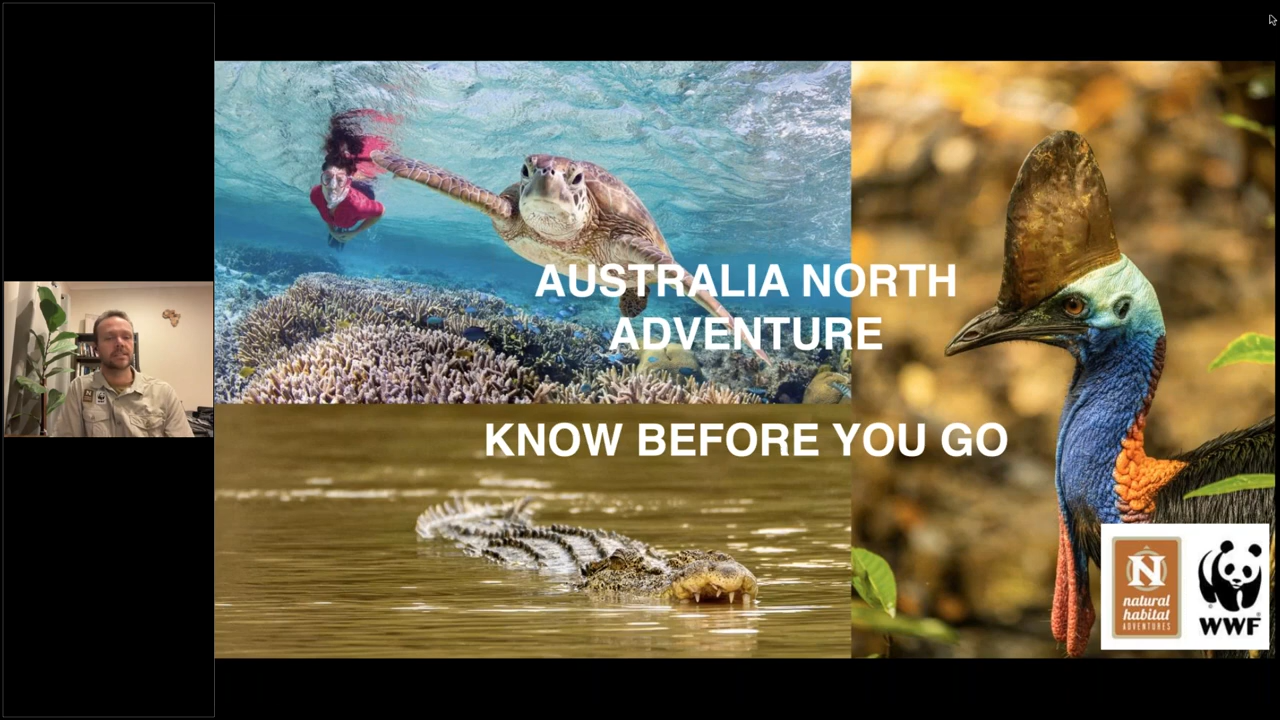 AUSTRALIA NORTH
ADVENTURE
KNOW BEFORE YOU GO
N
natural
habitat
ADVENTURES
WWF